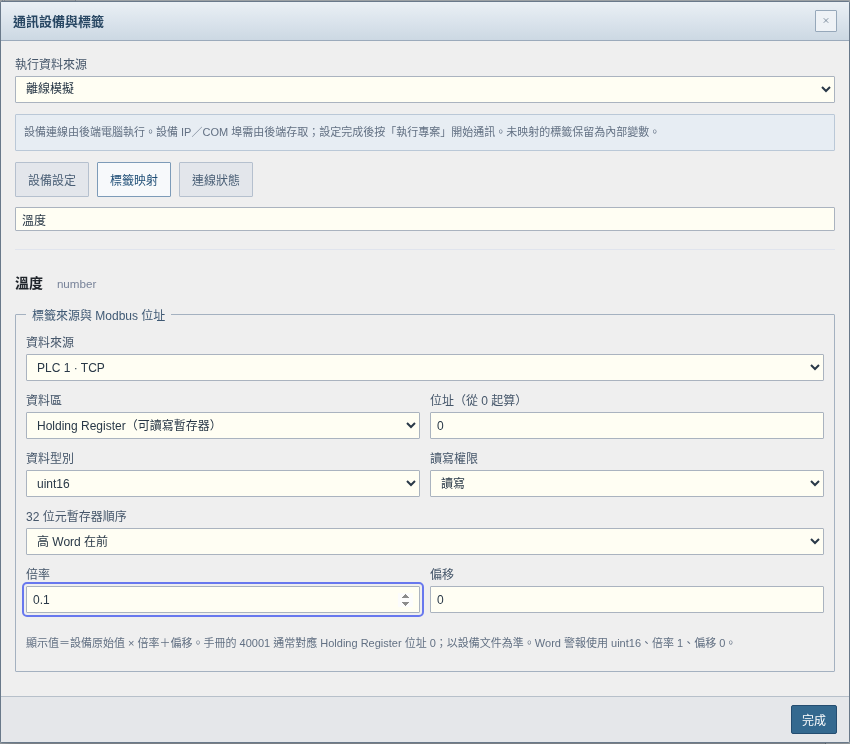 通訊設備與標籤
×
執行資料來源
離線模擬
設備連線由後端電腦執行。設備 IP／COM 埠需由後端存取；設定完成後按「執行專案」開始通訊。未映射的標籤保留為內部變數。
設備設定 標籤映射 連線狀態
溫度
溫度 number
標籤來源與 Modbus 位址
資料來源
PLC 1 · TCP
資料區 位址（從 0 起算）
Holding Register（可讀寫暫存器） 0
資料型別 讀寫權限
uint16 讀寫
32 位元暫存器順序
高 Word 在前
倍率 偏移
0.1 0
顯示值＝設備原始值 × 倍率＋偏移。手冊的 40001 通常對應 Holding Register 位址 0；以設備文件為準。Word 警報使用 uint16、倍率 1、偏移 0。
完成